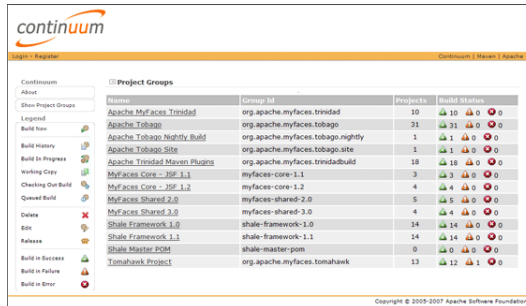 continuum
Login - Register
Continuum | Maven | Apache
Continuum
About
Show Project Groups
Legend
Build Now
Build History
Build In Progress
Working Copy
Checking Out Build
Queued Build
Delete
Edit
Release
Build in Success
Build in Failure
Build in Error
Project Groups
Name Group Id Projects Build Status
Apache MyFaces Trinidad org.apache.myfaces.trinidad 10 10 0 0
Apache Tobago org.apache.myfaces.tobago 31 31 0 0
Apache Tobago Nightly Build org.apache.myfaces.tobago.nightly 1 1 0 0
Apache Tobago Site org.apache.myfaces.tobago.site 1 1 0 0
Apache Trinidad Maven Plugins org.apache.myfaces.trinidadbuild 18 18 0 0
MyFaces Core - JSF 1.1 myfaces-core-1.1 3 3 0 0
MyFaces Core - JSF 1.2 myfaces-core-1.2 4 4 0 0
MyFaces Shared 2.0 myfaces-shared-2.0 5 5 0 0
MyFaces Shared 3.0 myfaces-shared-3.0 4 4 0 0
Shale Framework 1.0 shale-framework-1.0 14 14 0 0
Shale Framework 1.1 shale-framework-1.1 14 14 0 0
Shale Master POM shale-master-pom 0 0 0 0
Tomahawk Project org.apache.myfaces.tomahawk 13 12 1 0
Copyright © 2005-2007 Apache Software Foundation